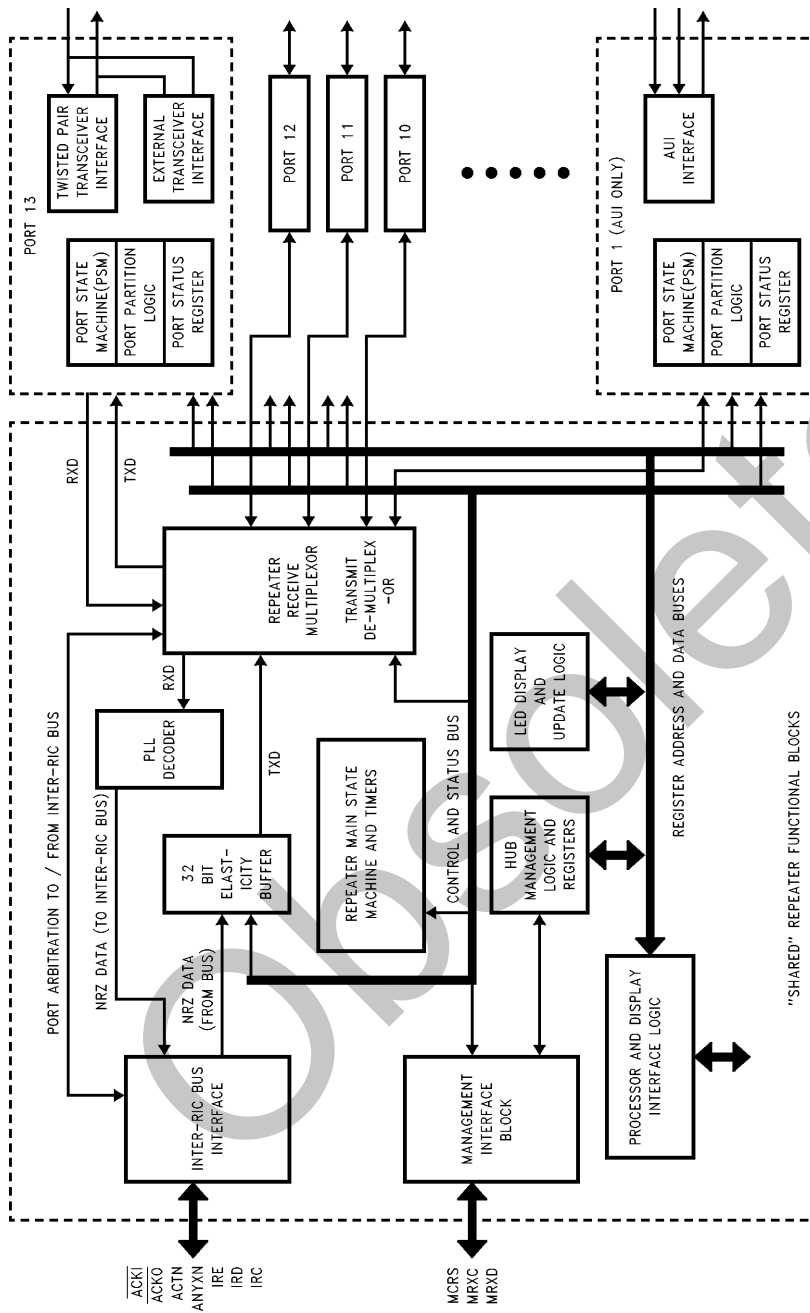 PORT 13
TWISTED PAIR
TRANSCEIVER
INTERFACE
EXTERNAL
TRANSCEIVER
INTERFACE
PORT STATE
MACHINE(PSM)
PORT PARTITION
LOGIC
PORT STATUS
REGISTER
PORT 12
PORT 11
PORT 10
PORT 1 (AUI ONLY)
AUI
INTERFACE
PORT STATE
MACHINE(PSM)
PORT PARTITION
LOGIC
PORT STATUS
REGISTER
RXD
TXD
REPEATER
RECEIVE
MULTIPLEXOR
TRANSMIT
DE-MULTIPLEX
-OR
PORT ARBITRATION TO / FROM INTER-RIC BUS
RXD
PLL
DECODER
TXD
NRZ DATA (TO INTER-RIC BUS)
32
BIT
ELAST-
ICITY
BUFFER
NRZ DATA
(FROM BUS)
REPEATER MAIN STATE
MACHINE AND TIMERS
CONTROL AND STATUS BUS
LED DISPLAY
AND
UPDATE LOGIC
HUB
MANAGEMENT
LOGIC AND
REGISTERS
REGISTER ADDRESS AND DATA BUSES
INTER-RIC BUS
INTERFACE
MANAGEMENT
INTERFACE
BLOCK
PROCESSOR AND DISPLAY
INTERFACE LOGIC
"SHARED" REPEATER FUNCTIONAL BLOCKS
ACKI
ACKO
ACTN
ANYXN
IRE
IRD
IRC
MCRS
MRXC
MRXD
Obsolete